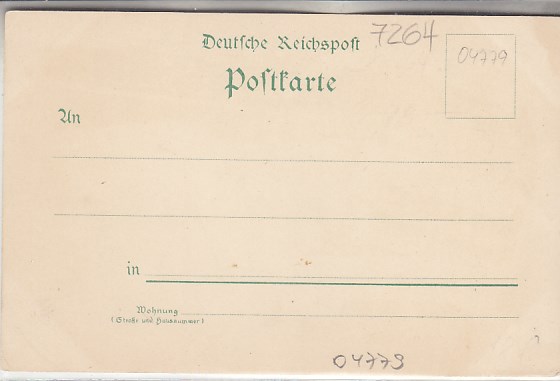 Deutsche Reichspost 7264
Postkarte
04779
An
in
Wohnung
(Straße und Hausnummer)
04779